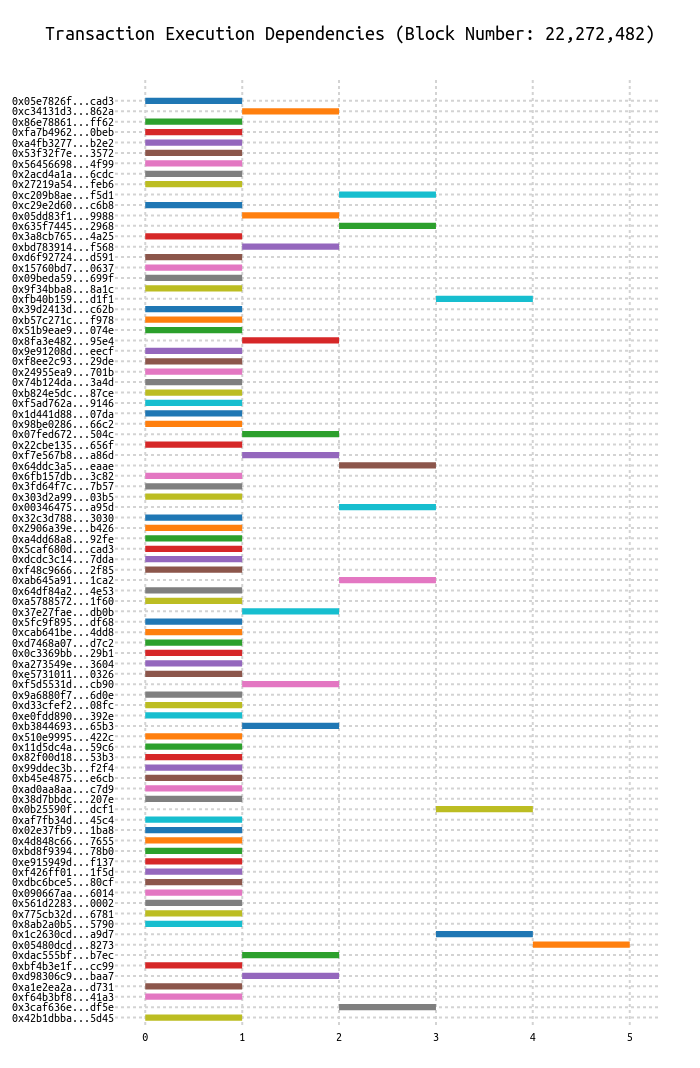 Transaction Execution Dependencies (Block Number: 22,272,482)
0x05e7826f...cad3
0xc34131d3...862a
0x86e78861...ff62
0xfa7b4962...0beb
0xa4fb3277...b2e2
0x53f32f7e...3572
0x56456698...4f99
0x2acd4a1a...6cdc
0x27219a54...feb6
0xc209b8ae...f5d1
0xc29e2d60...c6b8
0x05dd83f1...9988
0x635f7445...2968
0x3a8cb765...4a25
0xbd783914...f568
0xd6f92724...d591
0x15760bd7...0637
0x09beda59...699f
0x9f34bba8...8a1c
0xfb40b159...d1f1
0x39d2413d...c62b
0xb57c271c...f978
0x51b9eae9...074e
0x8fa3e482...95e4
0x9e91208d...eecf
0xf8ee2c93...29de
0x24955ea9...701b
0x74b124da...3a4d
0xb824e5dc...87ce
0xf5ad762a...9146
0x1d441d88...07da
0x98be0286...66c2
0x07fed672...504c
0x22cbe135...656f
0xf7e567b8...a86d
0x64ddc3a5...eaae
0x6fb157db...3c82
0x3fd64f7c...7b57
0x303d2a99...03b5
0x00346475...a95d
0x32c3d788...3030
0x2906a39e...b426
0xa4dd68a8...92fe
0x5caf680d...cad3
0xdcdc3c14...7dda
0xf48c9666...2f85
0xab645a91...1ca2
0x64df84a2...4e53
0xa5788572...1f60
0x37e27fae...db0b
0x5fc9f895...df68
0xcab641be...4dd8
0xd7468a07...d7c2
0x0c3369bb...29b1
0xa273549e...3604
0xe5731011...0326
0xf5d5531d...cb90
0x9a6880f7...6d0e
0xd33cfef2...08fc
0xe0fdd890...392e
0xb3844693...65b3
0x510e9995...422c
0x11d5dc4a...59c6
0x82f00d18...53b3
0x99ddec3b...f2f4
0xb45e4875...e6cb
0xad0aa8aa...c7d9
0x38d7bbdc...207e
0x0b25590f...dcf1
0xaf7fb34d...45c4
0x02e37fb9...1ba8
0x4d848c66...7655
0xbd8f9394...78b0
0xe915949d...f137
0xf426ff01...1f5d
0xdbc6bce5...80cf
0x090667aa...6014
0x561d2283...0002
0x775cb32d...6781
0x8ab2a0b5...5790
0x1c2630cd...a9d7
0x05480dcd...8273
0xdac555bf...b7ec
0xbf4b3e1f...cc99
0xd98306c9...baa7
0xa1e2ea2a...d731
0xf64b3bf8...41a3
0x3caf636e...df5e
0x42b1dbba...5d45
0 1 2 3 4 5